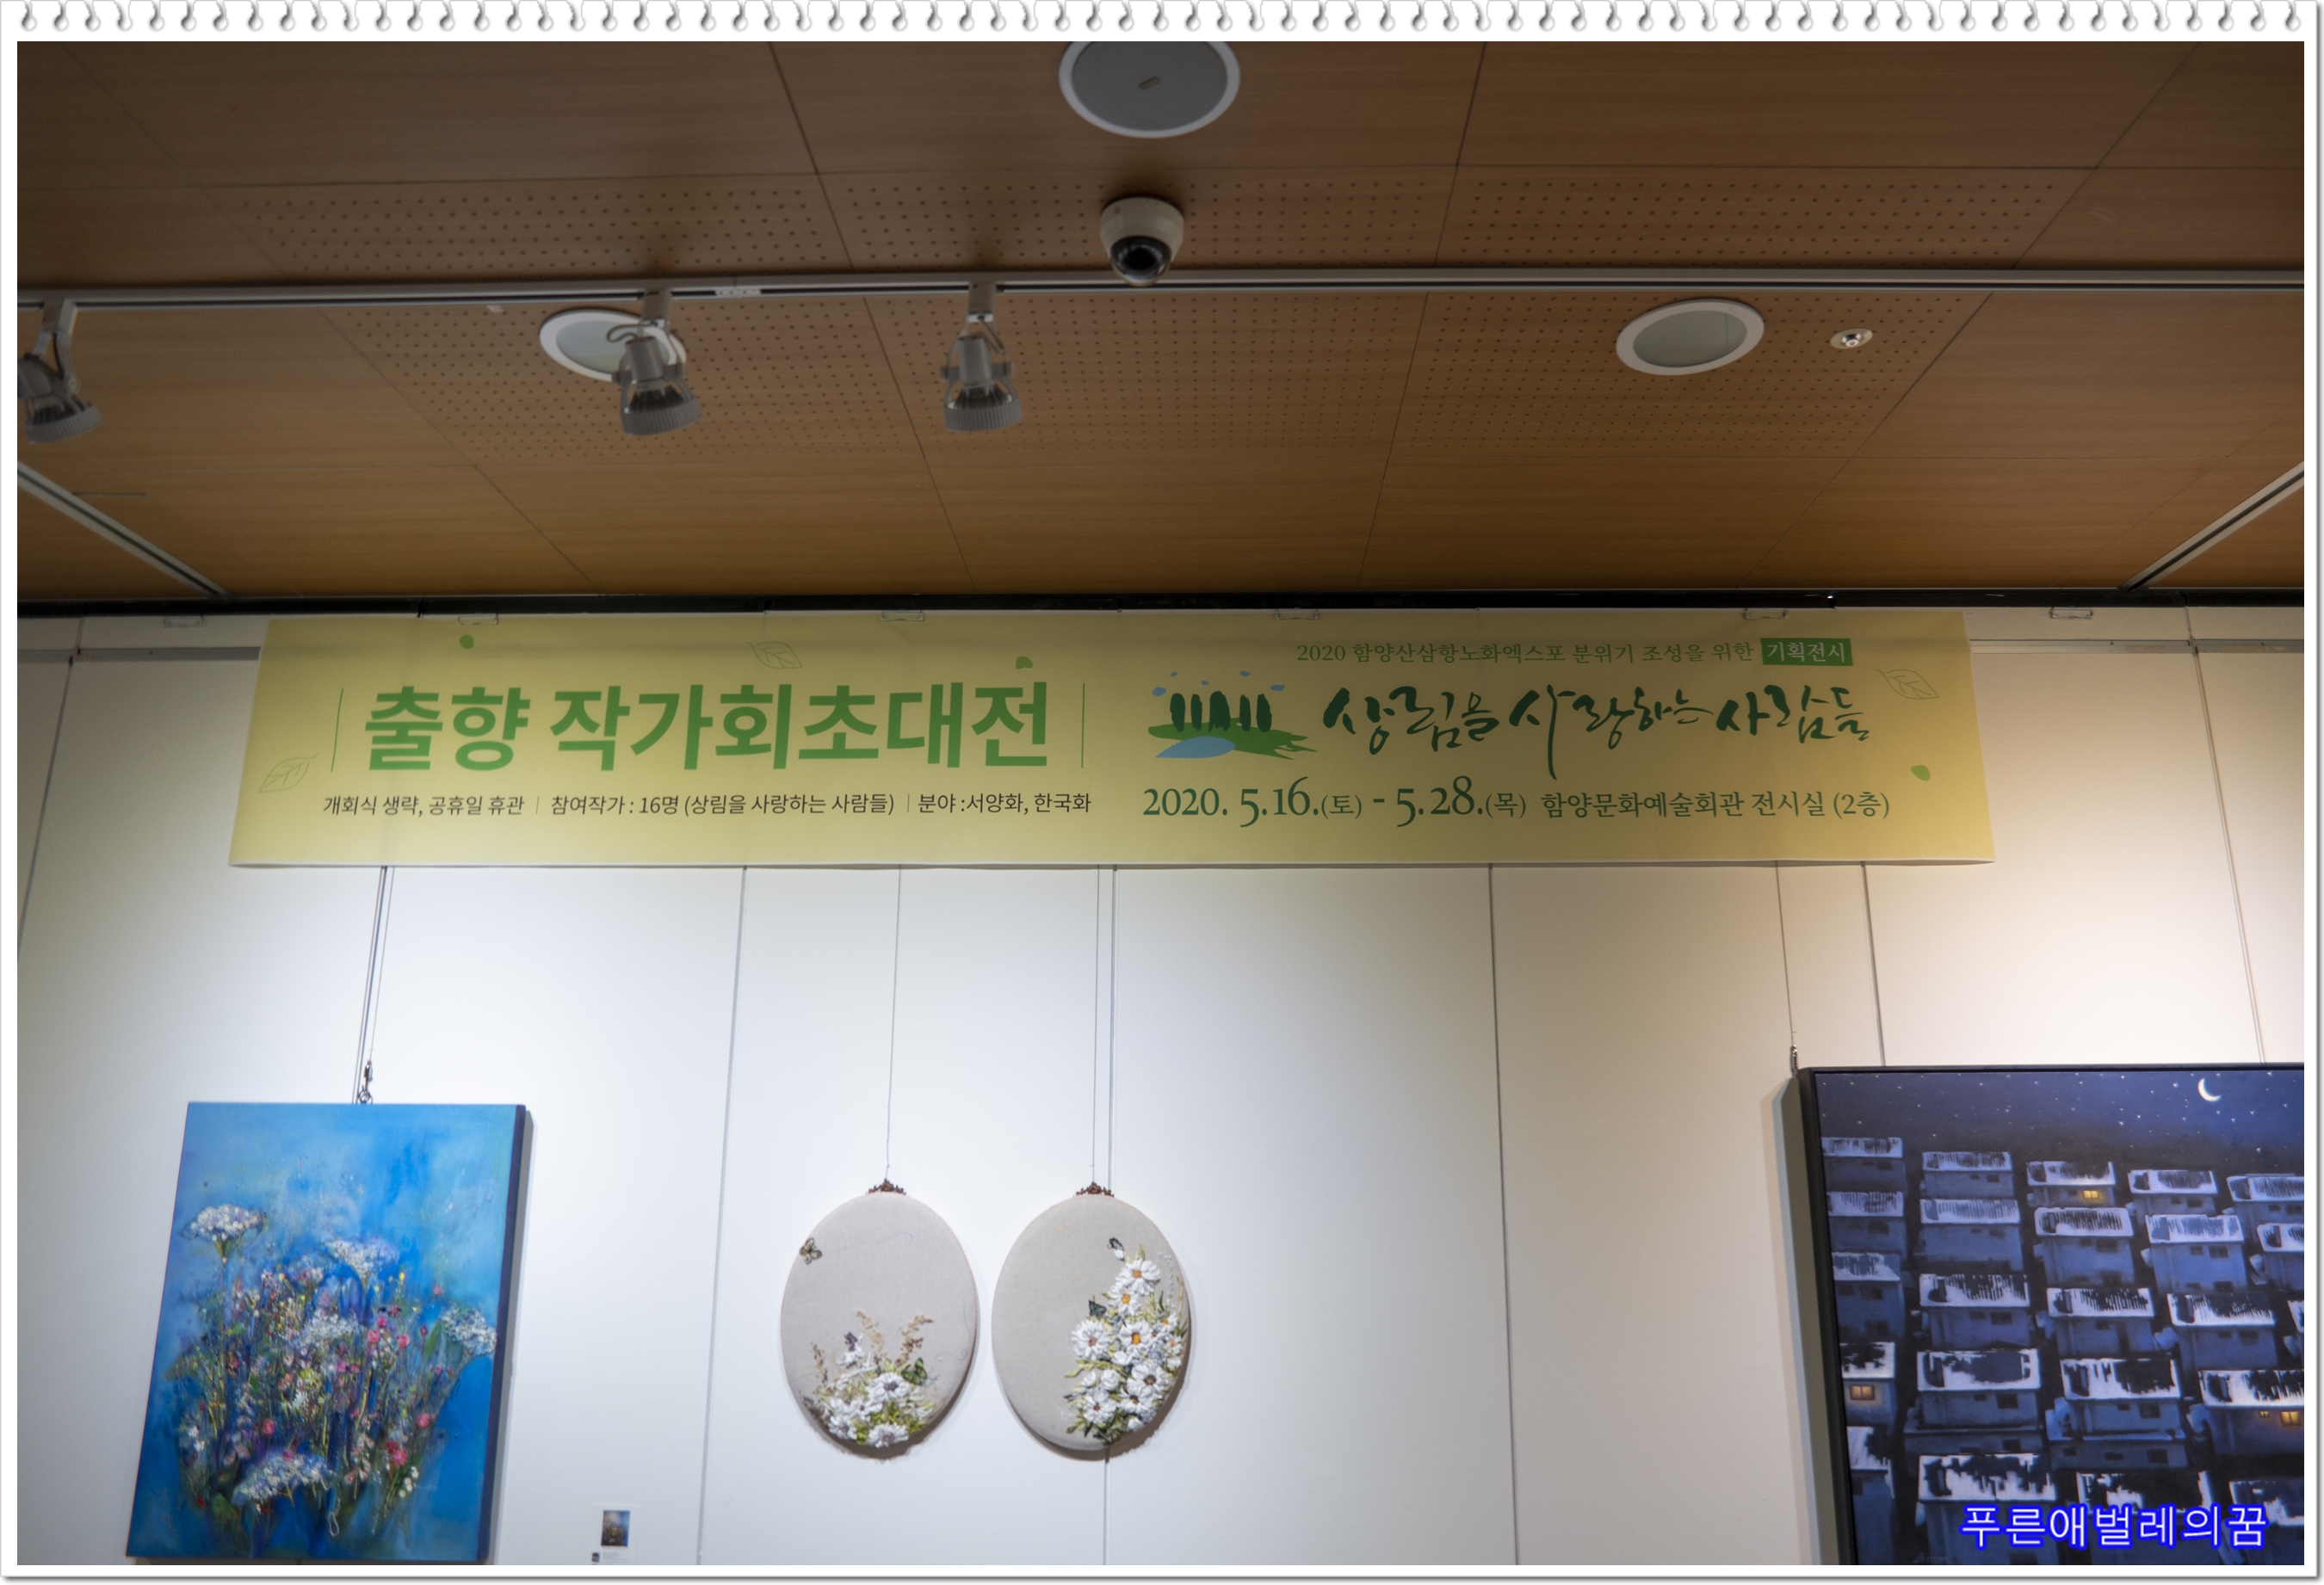 2020 함양산삼항노화엑스포 분위기 조성을 위한 기획전시
출향 작가회초대전
상림을 사랑하는 사람들
개회식 생략, 공휴일 휴관 | 참여작가 : 16명 (상림을 사랑하는 사람들) | 분야 :서양화, 한국화
2020. 5.16.(토) - 5.28.(목) 함양문화예술회관 전시실 (2층)
푸른애벌레의꿈